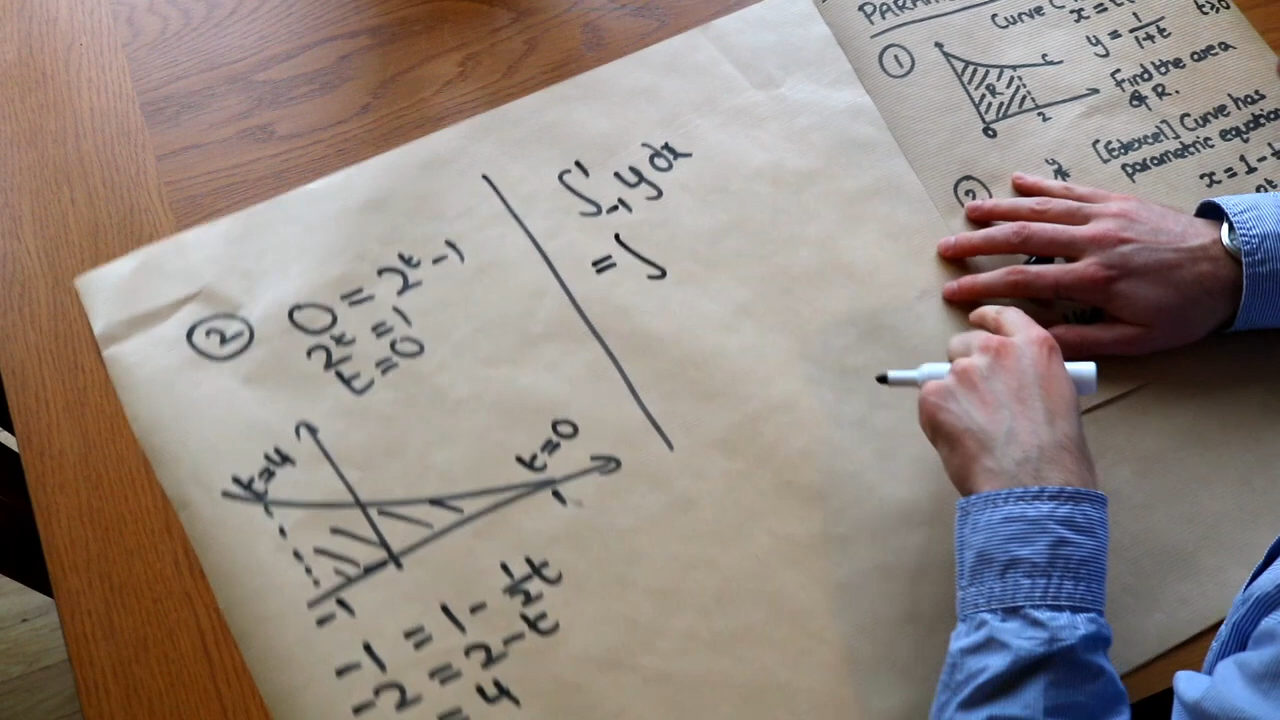 Curve C
x = t
①
y = 1/(1+t)
t≥0
C
R
0
2
Find the area
of R.
②
[Edexcel] Curve has
parametric equation
x = 1 - 
②
0 = 2^t - 1
2^t = 1
t = 0
t=4
t=0
-1
1
-1 = 1 - ½t
-2 = 2 - t
= 4
∫₋₁¹ y dx
= ∫